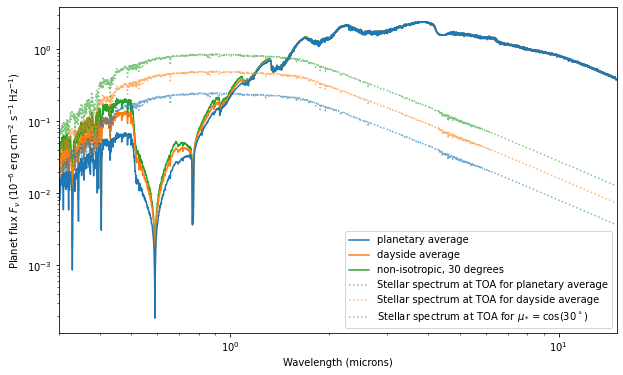 10⁰
10⁻¹
10⁻²
10⁻³
Planet flux Fν (10⁻⁶ erg cm⁻² s⁻¹ Hz⁻¹)
planetary average
dayside average
non-isotropic, 30 degrees
Stellar spectrum at TOA for planetary average
Stellar spectrum at TOA for dayside average
Stellar spectrum at TOA for μ* = cos(30°)
10⁰
10¹
Wavelength (microns)